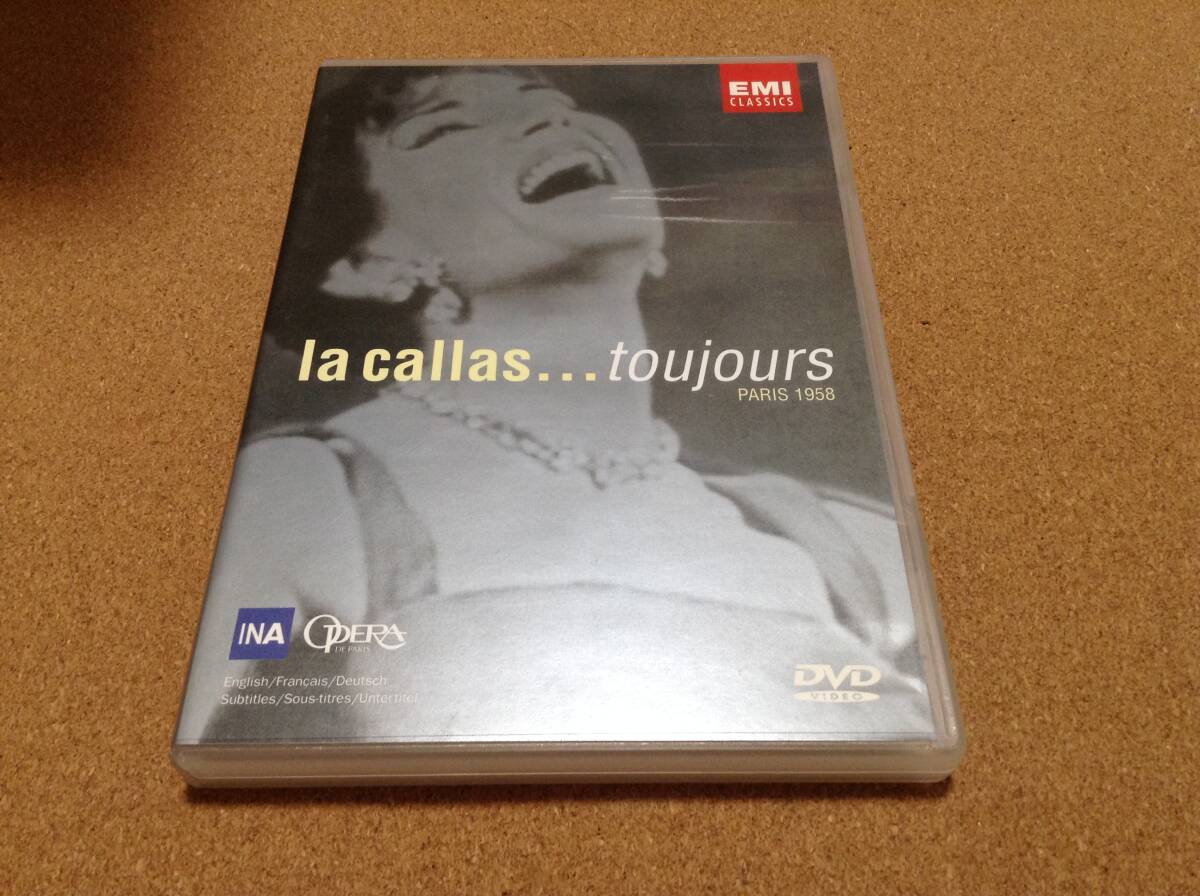 EMI
CLASSICS
la callas...toujours
PARIS 1958
INA
OPERA
DE PARIS
English/Français/Deutsch
Subtitles/Sous-titres/Untertitel
DVD
VIDEO